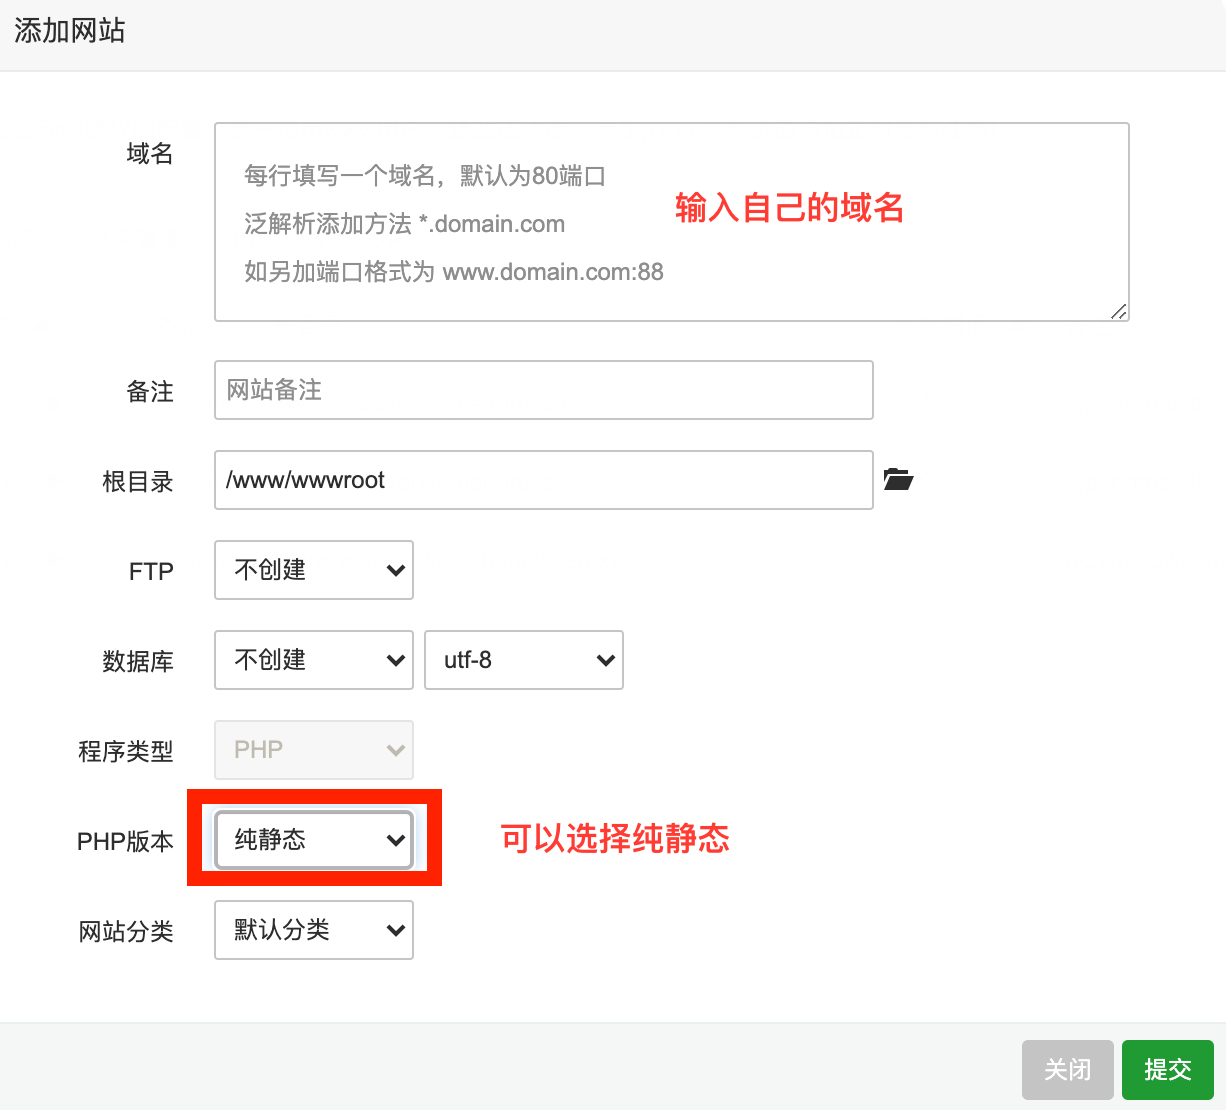 添加网站
域名
每行填写一个域名，默认为80端口
泛解析添加方法 *.domain.com
如另加端口格式为 www.domain.com:88
输入自己的域名
备注
网站备注
根目录
/www/wwwroot
FTP
不创建
数据库
不创建
utf-8
程序类型
PHP
PHP版本
纯静态
可以选择纯静态
网站分类
默认分类
关闭
提交